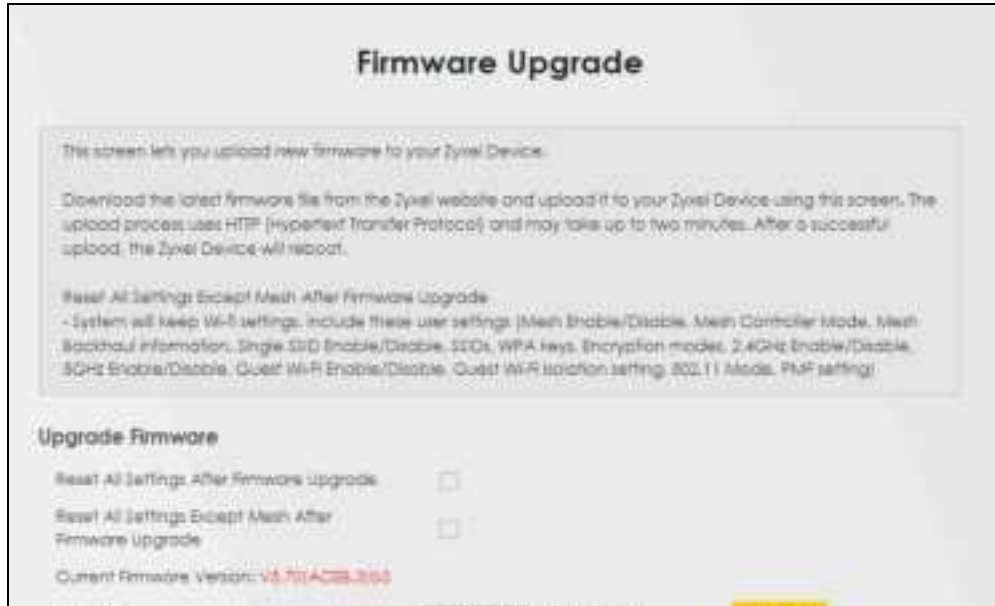 Firmware Upgrade
This screen lets you upload new firmware to your Zyxel Device.
Download the latest firmware file from the Zyxel website and upload it to your Zyxel Device using this screen. The
upload process uses HTTP (Hypertext Transfer Protocol) and may take up to two minutes. After a successful
upload, the Zyxel Device will reboot.
Reset All Settings Except Mesh After Firmware Upgrade
- System will keep Wi-Fi settings, include these user settings (Mesh Enable/Disable, Mesh Controller Mode, Mesh
Backhaul information, Single SSID Enable/Disable, SSIDs, WPA keys, Encryption modes, 2.4GHz Enable/Disable,
5GHz Enable/Disable, Guest Wi-Fi Enable/Disable, Guest Wi-Fi Isolation setting, 802.11 Mode, PMF setting)
Upgrade Firmware
Reset All Settings After Firmware Upgrade
Reset All Settings Except Mesh After
Firmware Upgrade
Current Firmware Version: